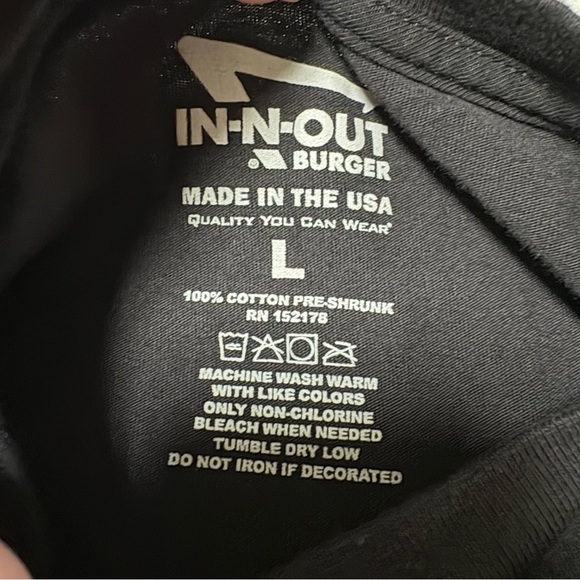 IN-N-OUT
® BURGER
MADE IN THE USA
QUALITY YOU CAN WEAR®
L
100% COTTON PRE-SHRUNK
RN 152178
MACHINE WASH WARM
WITH LIKE COLORS
ONLY NON-CHLORINE
BLEACH WHEN NEEDED
TUMBLE DRY LOW
DO NOT IRON IF DECORATED